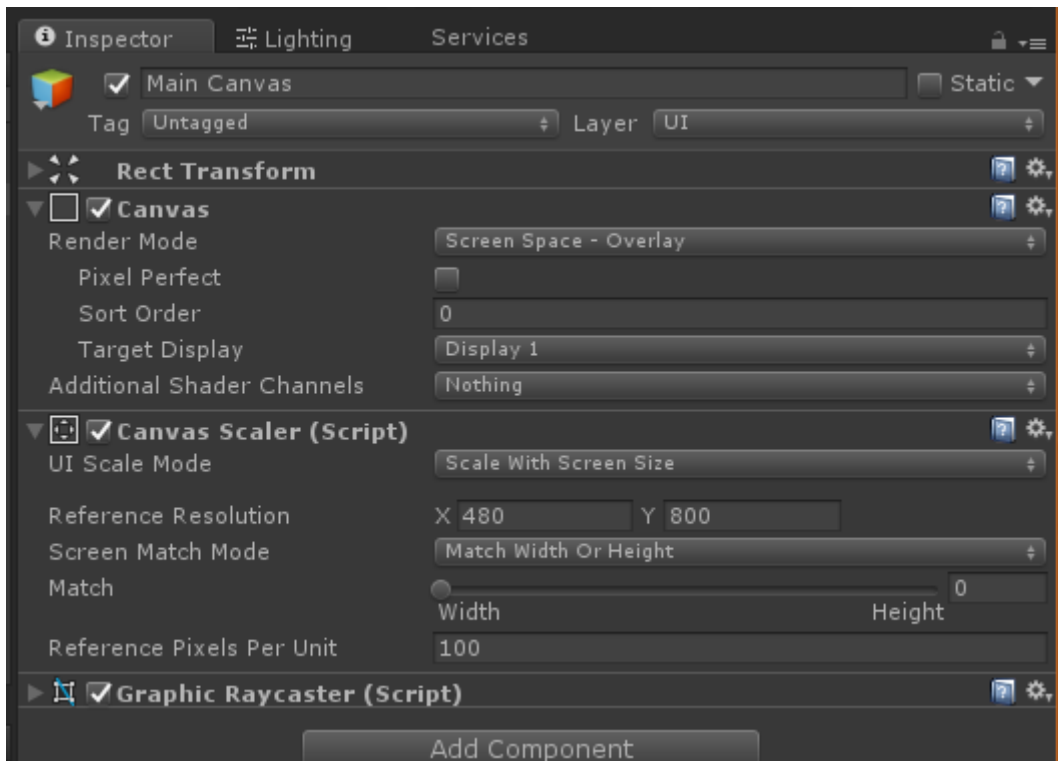 Inspector Lighting Services
Main Canvas Static
Tag Untagged Layer UI
Rect Transform
Canvas
Render Mode Screen Space - Overlay
Pixel Perfect
Sort Order 0
Target Display Display 1
Additional Shader Channels Nothing
Canvas Scaler (Script)
UI Scale Mode Scale With Screen Size
Reference Resolution X 480 Y 800
Screen Match Mode Match Width Or Height
Match 0
Width Height
Reference Pixels Per Unit 100
Graphic Raycaster (Script)
Add Component